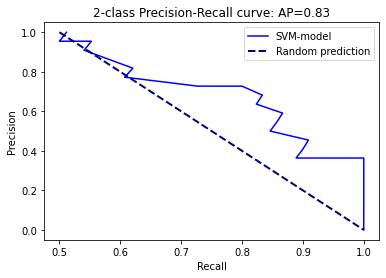 2-class Precision-Recall curve: AP=0.83
SVM-model
Random prediction
Precision
1.0
0.8
0.6
0.4
0.2
0.0
0.5
0.6
0.7
0.8
0.9
1.0
Recall